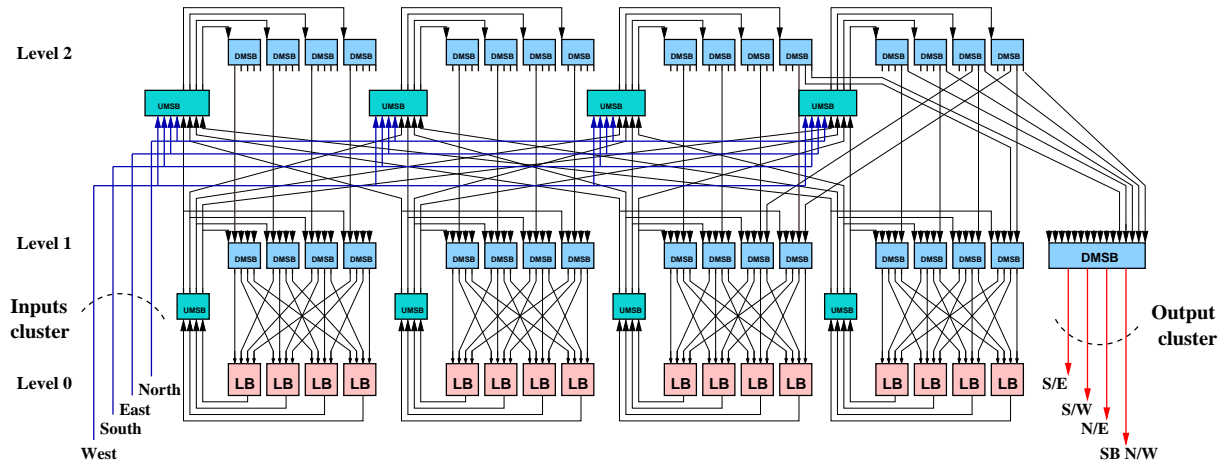 Level 2
DMSB DMSB DMSB DMSB DMSB DMSB DMSB DMSB DMSB DMSB DMSB DMSB DMSB DMSB DMSB DMSB
UMSB UMSB UMSB UMSB
Level 1
DMSB DMSB DMSB DMSB DMSB DMSB DMSB DMSB DMSB DMSB DMSB DMSB DMSB DMSB DMSB DMSB DMSB
UMSB UMSB UMSB UMSB
Inputs
cluster
Output
cluster
Level 0
LB LB LB LB LB LB LB LB LB LB LB LB LB LB LB LB
North
East
South
West
S/E
S/W
N/E
SB N/W